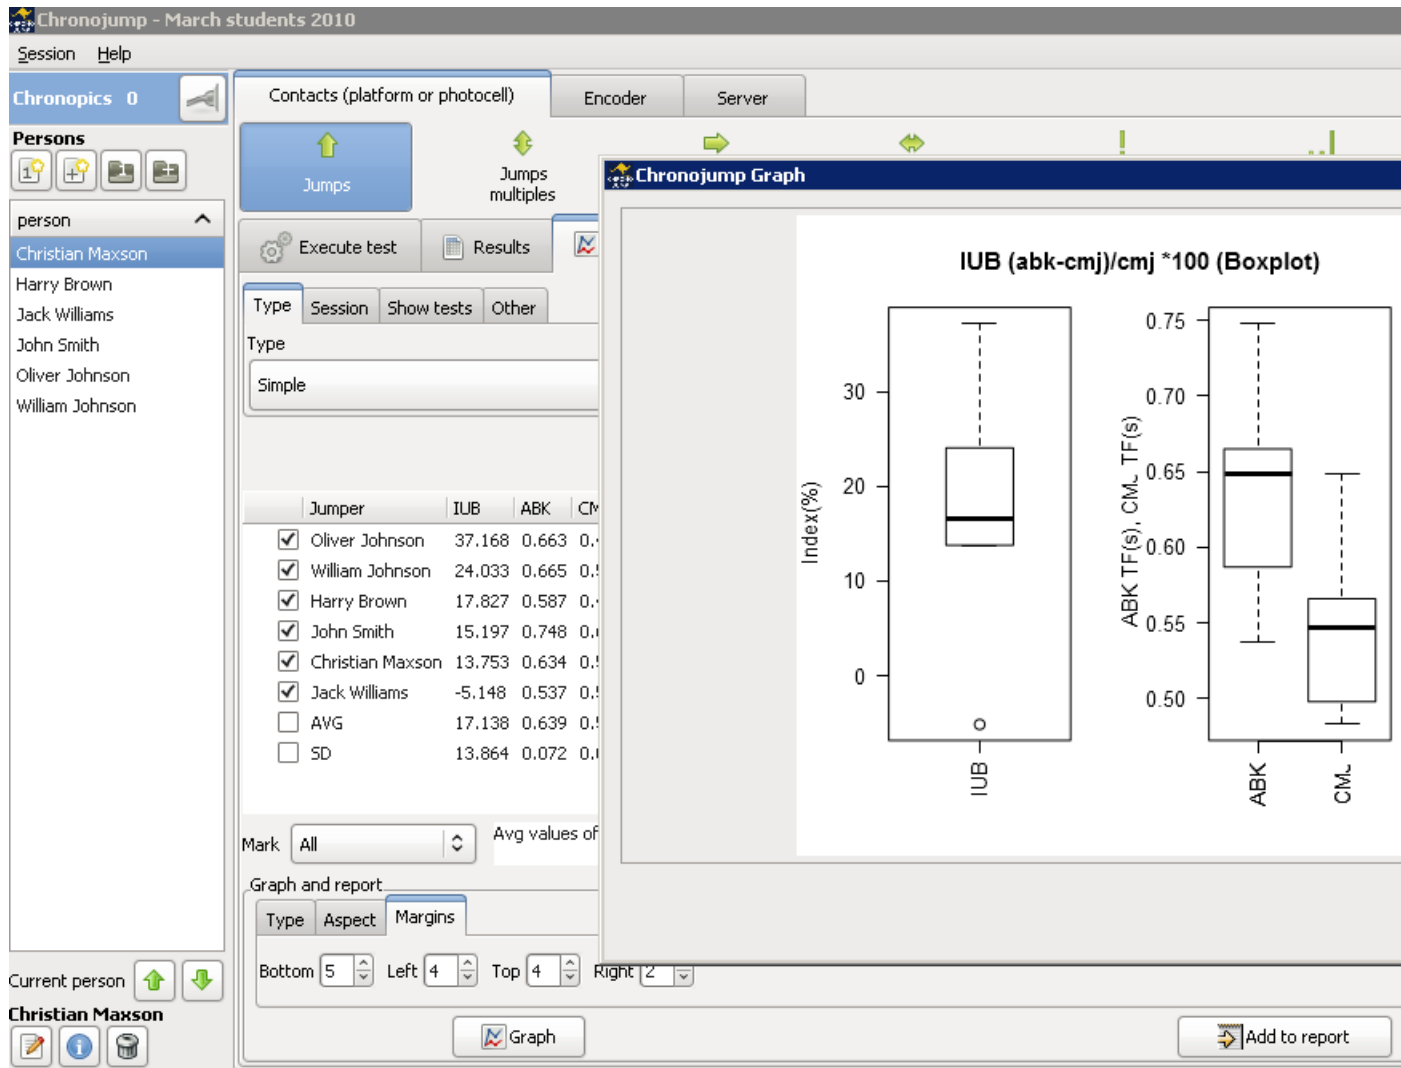 Chronojump - March students 2010
Session Help
Chronopics 0
Contacts (platform or photocell) Encoder Server
Persons
Jumps
Jumps
multiples
person
Christian Maxson
Harry Brown
Jack Williams
John Smith
Oliver Johnson
William Johnson
Execute test Results
Type Session Show tests Other
Type
Simple
Jumper IUB ABK
Oliver Johnson 37.168 0.663
William Johnson 24.033 0.665
Harry Brown 17.827 0.587
John Smith 15.197 0.748
Christian Maxson 13.753 0.634
Jack Williams -5.148 0.537
AVG 17.138 0.639
SD 13.864 0.072
Mark All
Avg values of
Graph and report
Type Aspect Margins
Bottom 5 Left 4 Top 4 Right 2
Graph
Add to report
Current person
Christian Maxson
Chronojump Graph
IUB (abk-cmj)/cmj *100 (Boxplot)
Index(%)
30
20
10
0
IUB
ABK TF(s), CMJ TF(s)
0.75
0.70
0.65
0.60
0.55
0.50
ABK
CMJ